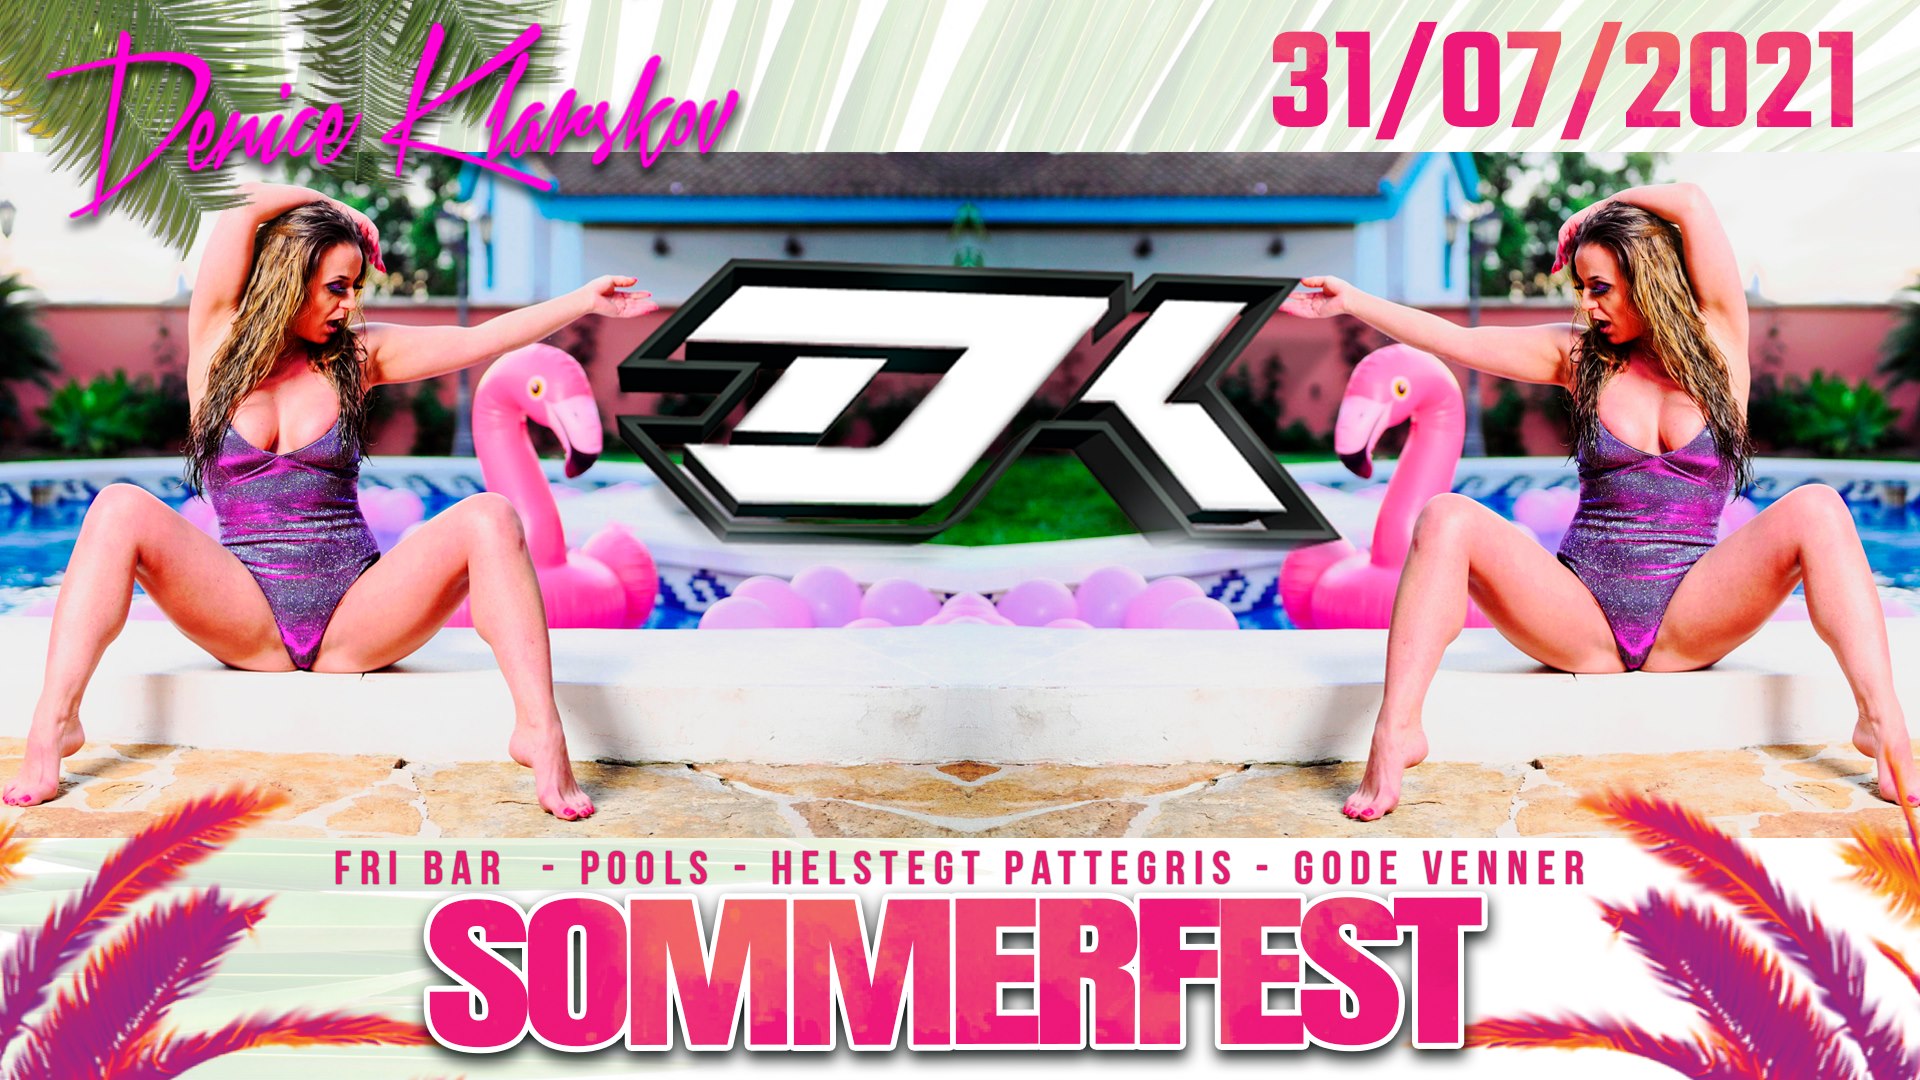 Denice Klarskov
31/07/2021
DK
FRI BAR - POOLS - HELSTEGT PATTEGRIS - GODE VENNER
SOMMERFEST